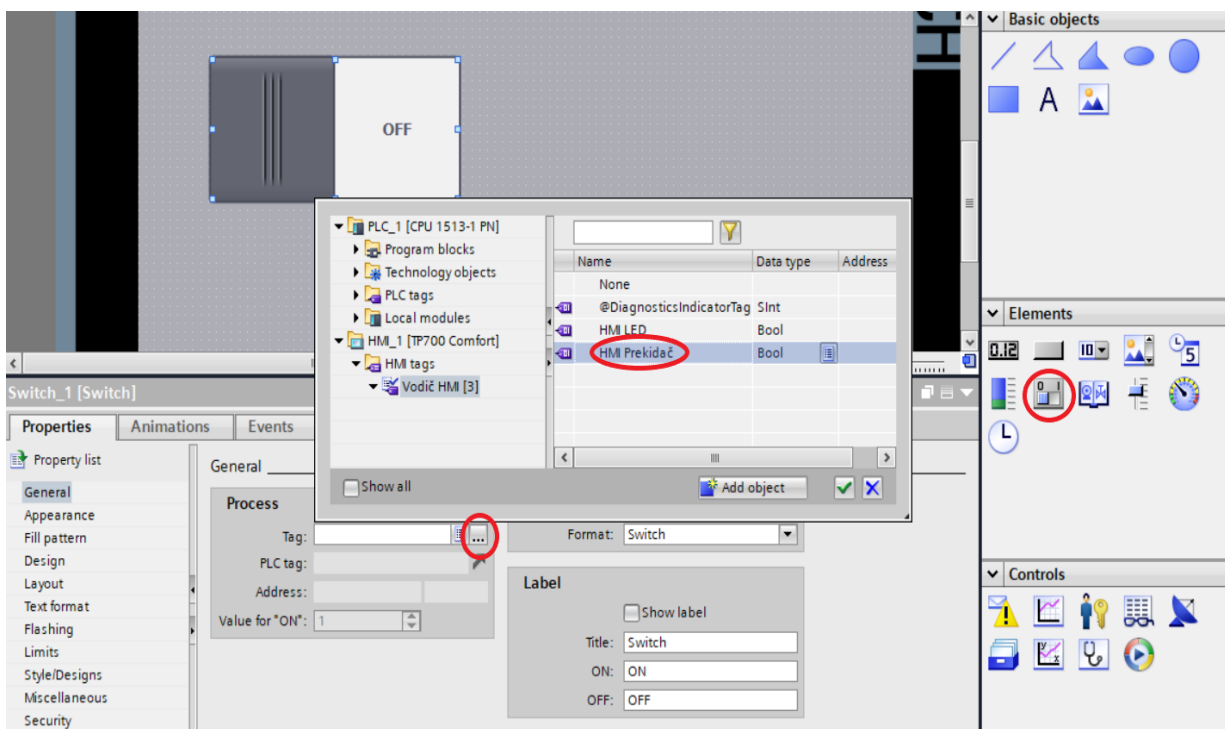 Basic objects
A
OFF
PLC_1 [CPU 1513-1 PN]
Program blocks
Technology objects
PLC tags
Local modules
HMI_1 [TP700 Comfort]
HMI tags
Vodič HMI [3]
Name Data type Address
None
@DiagnosticsIndicatorTag SInt
HMI LED Bool
HMI Prekidač Bool
Show all
Add object
Elements
0.12
10
5
0 I
Switch_1 [Switch]
Properties Animations Events
Property list
General
Appearance
Fill pattern
Design
Layout
Text format
Flashing
Limits
Style/Designs
Miscellaneous
Security
General
Process
Tag: ...
PLC tag:
Address:
Value for "ON": 1
Format: Switch
Label
Show label
Title: Switch
ON: ON
OFF: OFF
Controls